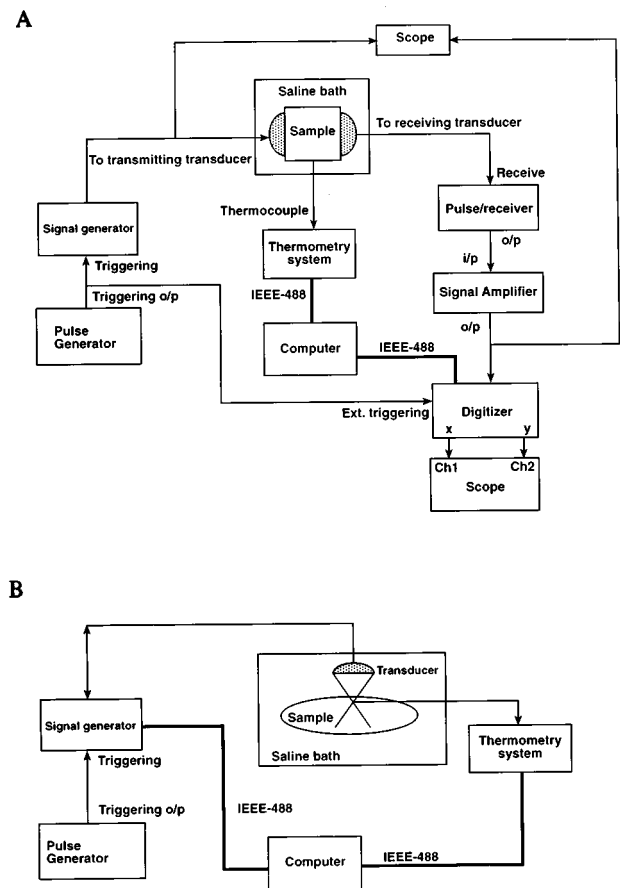 A
Scope
Saline bath
Sample
To receiving transducer
To transmitting transducer
Receive
Thermocouple
Pulse/receiver
Signal generator
o/p
Thermometry
system
i/p
Triggering
IEEE-488
Signal Amplifier
Triggering o/p
o/p
Pulse
Generator
Computer
IEEE-488
Ext. triggering
Digitizer
x
y
Ch1
Ch2
Scope
B
Transducer
Signal generator
Sample
Thermometry
system
Saline bath
Triggering
Triggering o/p
IEEE-488
Pulse
Generator
Computer
IEEE-488